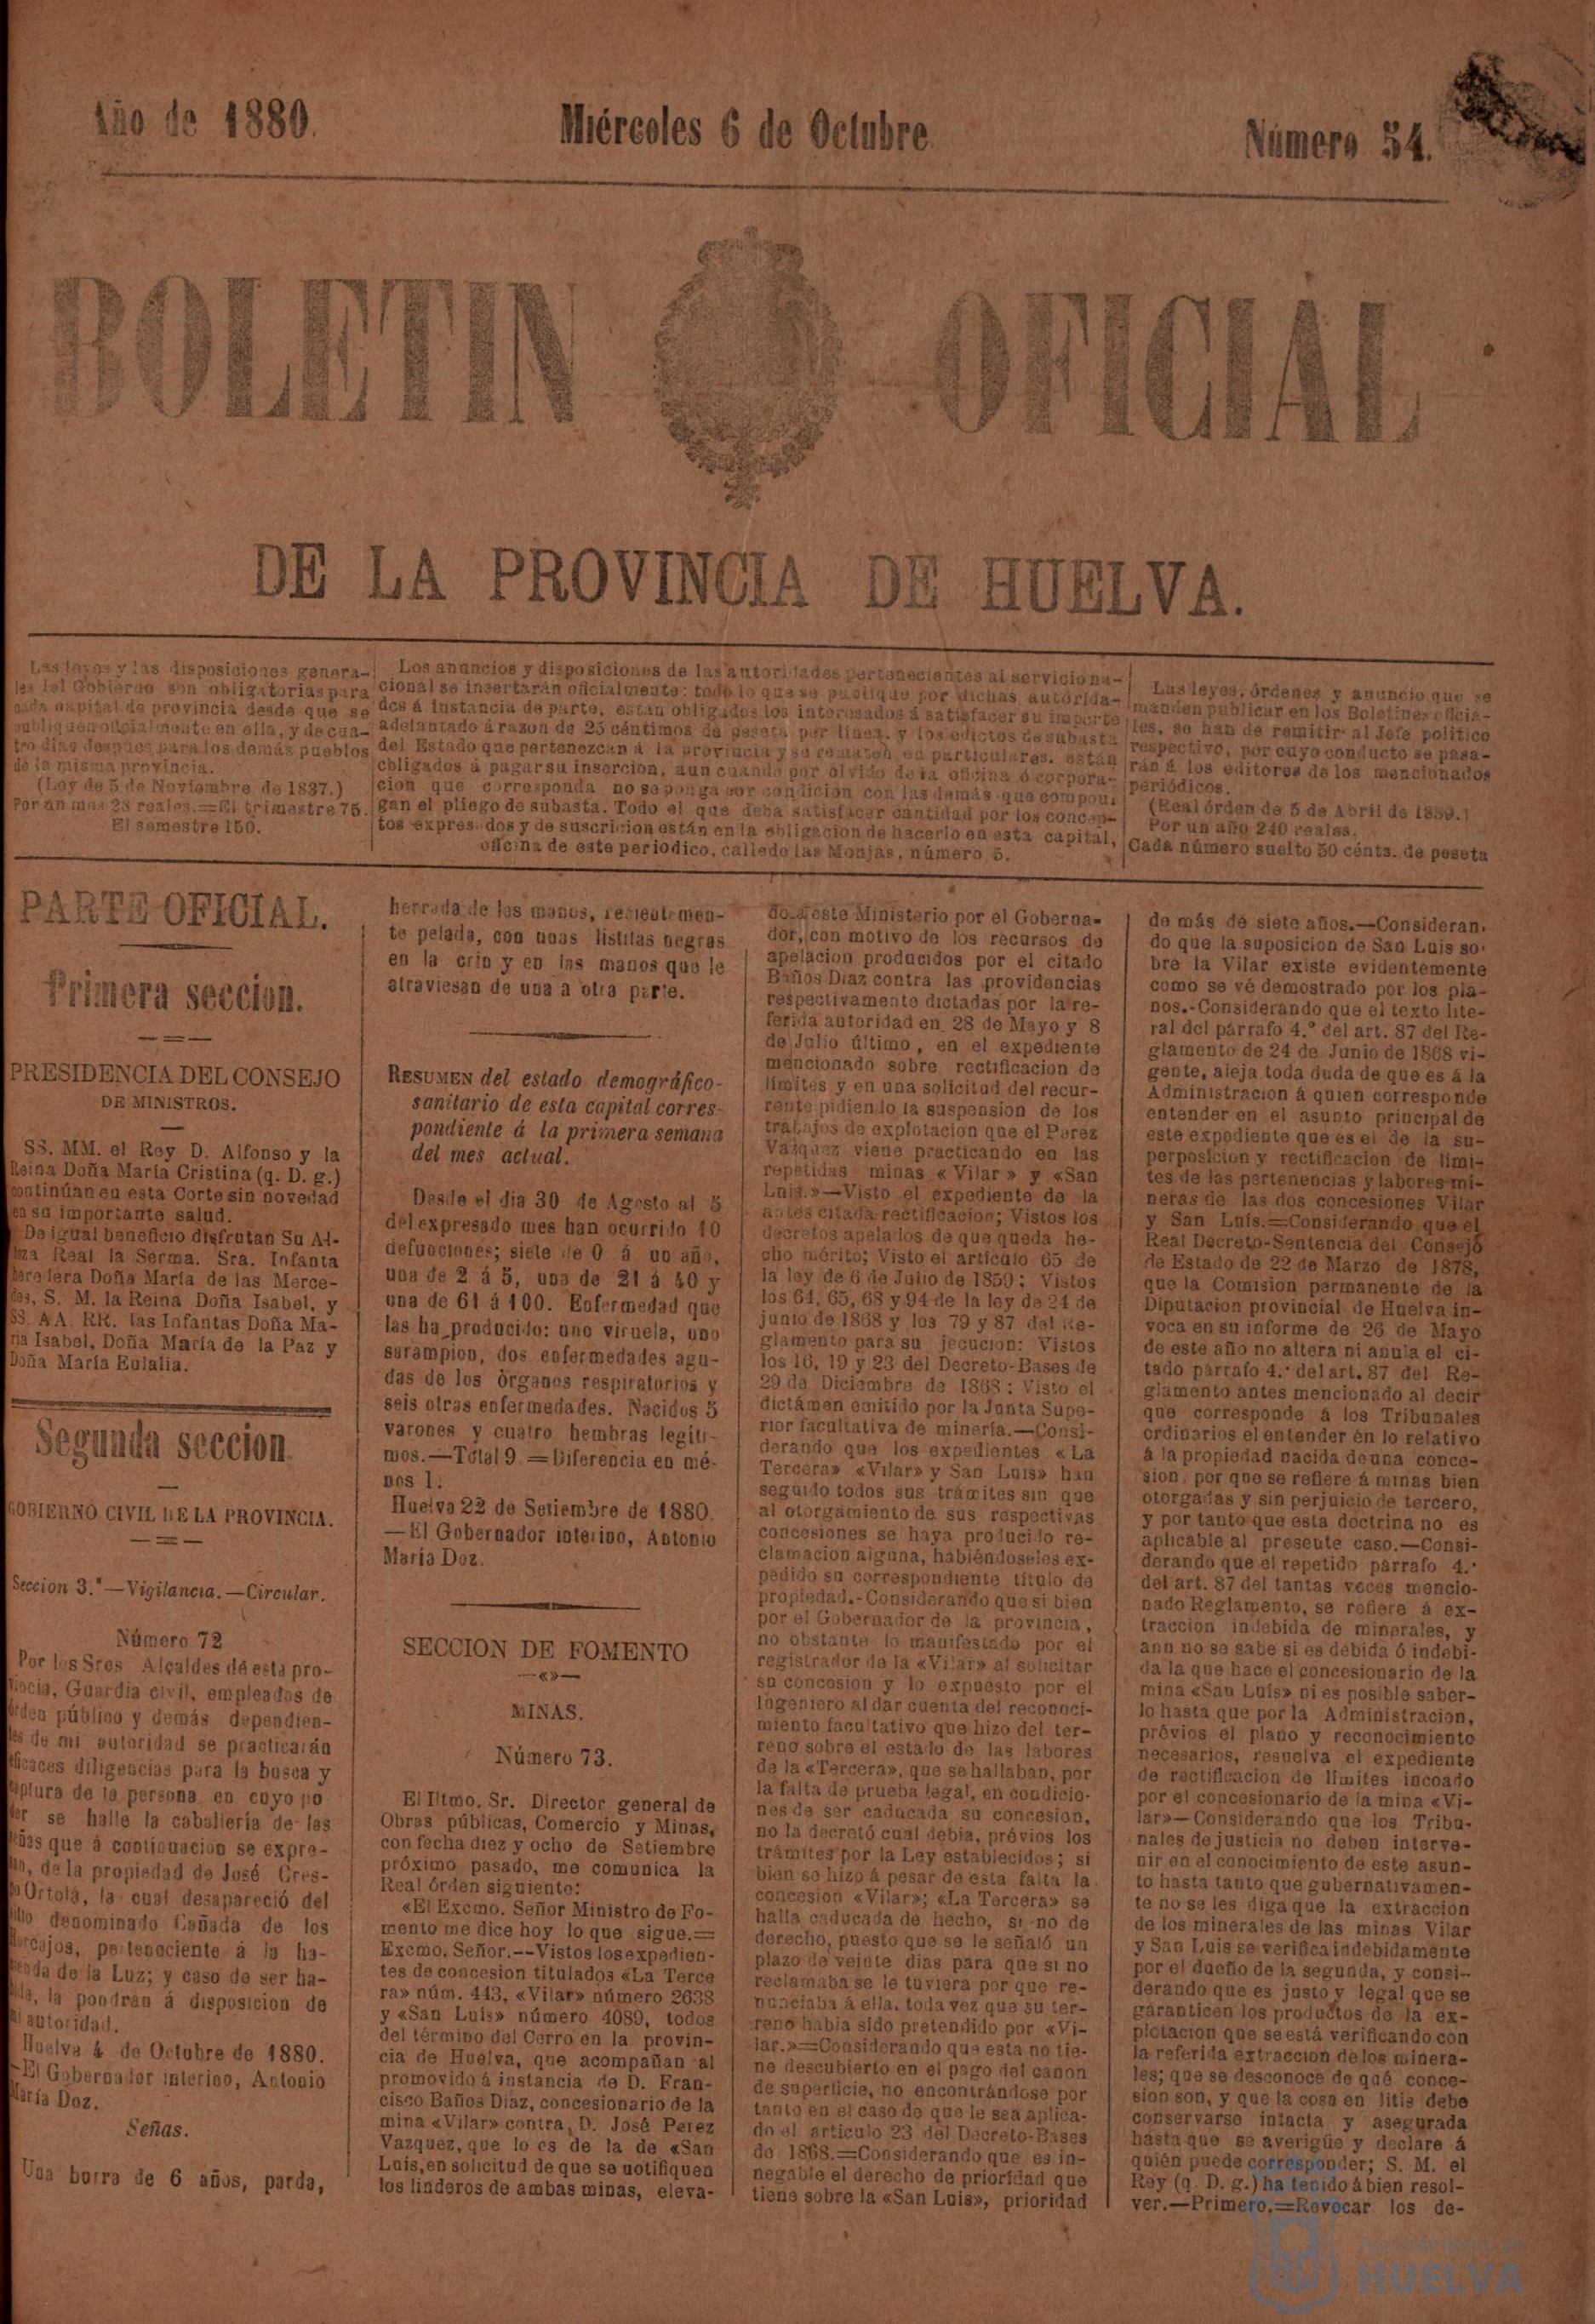 Año de 1880.
Miércoles 6 de Octubre
Número 54.
BOLETIN OFICIAL
DE LA PROVINCIA DE HUELVA.
Las leyes y las disposiciones genera-
les del Gobierno son obligatorias para
cada capital de provincia desde que se
publiquen oficialmente en ella, y de cua-
tro dias despues para los demás pueblos
de la misma provincia.
(Ley de 5 de Noviembre de 1837.)
Por un mes 28 reales.=El trimestre 75.
El semestre 150.
Los anuncios y disposiciones de las autoridades pertenecientes al servicio na-
cional se insertarán oficialmente: todo lo que se publique por dichas autorida-
des á instancia de parte, están obligados los interesados á satisfacer su importe
adelantado á razon de 25 céntimos de peseta por línea, y los edictos de subasta
del Estado que pertenezcan á la provincia y se rematen en particulares, están
obligados á pagar su insercion, aun cuando por olvido de la oficina ó corpora-
cion que corresponda no se ponga por condicion con las demás que compon-
gan el pliego de subasta. Todo el que deba satisfacer cantidad por los concep-
tos expresados y de suscricion están en la obligacion de hacerlo en esta capital,
oficina de este periodico, calle de las Monjas, número 5.
Las leyes, órdenes y anuncio que se
manden publicar en los Boletines oficia-
les, se han de remitir al Jefe politico
respectivo, por cuyo conducto se pasa-
rán á los editores de los mencionados
periódicos.
(Real órden de 5 de Abril de 1839.)
Por un año 240 reales.
Cada número suelto 50 cénts. de peseta
PARTE OFICIAL.
Primera seccion.
PRESIDENCIA DEL CONSEJO
DE MINISTROS.
SS. MM. el Rey D. Alfonso y la
Reina Doña María Cristina (q. D. g.)
continúan en esta Corte sin novedad
en su importante salud.
De igual beneficio disfrutan Su Al-
teza Real la Serma. Sra. Infanta
heredera Doña María de las Merce-
des, S. M. la Reina Doña Isabel, y
SS. AA. RR. las Infantas Doña Ma-
ria Isabel, Doña María de la Paz y
Doña María Eulalia.
Segunda seccion.
GOBIERNO CIVIL DE LA PROVINCIA.
Seccion 3.ª—Vigilancia.—Circular.
Número 72
Por los Sres Alcaldes de esta pro-
vincia, Guardia civil, empleados de
órden público y demás dependien-
tes de mi autoridad se practicarán
eficaces diligencias para la busca y
captura de la persona en cuyo po
der se halle la caballería de las
señas que á continuacion se expre-
san, de la propiedad de José Cres-
po Ortolá, la cual desapareció del
sitio denominado Cañada de los
Horcajos, perteneciente á la ha-
cienda de la Luz; y caso de ser ha-
bida, la pondrán á disposicion de
mi autoridad.
Huelva 4 de Octubre de 1880.
—El Gobernador interino, Antonio
María Doz.
Señas.
Una burra de 6 años, parda,
herrada de las manos, recientemen-
te pelada, con unas listitas negras
en la crin y en las manos que le
atraviesan de una a otra parte.
RESUMEN del estado demográfico-
sanitario de esta capital corres-
pondiente á la primera semana
del mes actual.
Desde el dia 30 de Agosto al 5
del expresado mes han ocurrido 10
defunciones; siete de 0 á un año,
una de 2 á 5, una de 21 á 40 y
una de 61 á 100. Enfermedad que
las ha producido: uno viruela, uno
sarampion, dos enfermedades agu-
das de los órganos respiratorios y
seis otras enfermedades. Nacidos 5
varones y cuatro hembras legiti-
mos.—Total 9.=Diferencia en mé-
nos 1.
Huelva 22 de Setiembre de 1880.
—El Gobernador interino, Antonio
María Doz.
SECCION DE FOMENTO
—«»—
MINAS.
Número 73.
El Iltmo. Sr. Director general de
Obras públicas, Comercio y Minas,
con fecha diez y ocho de Setiembre
próximo pasado, me comunica la
Real órden siguiente:
«El Excmo. Señor Ministro de Fo-
mento me dice hoy lo que sigue.=
Excmo. Señor.--Vistos los expedien-
tes de concesion titulados «La Terce
ra» núm. 443, «Vilar» número 2638
y «San Luis» número 4089, todos
del término del Cerro en la provin-
cia de Huelva, que acompañan al
promovido á instancia de D. Fran-
cisco Baños Diaz, concesionario de la
mina «Vilar» contra, D. José Perez
Vazquez, que lo es de la de «San
Luis, en solicitud de que se notifiquen
los linderos de ambas minas, eleva-
do a este Ministerio por el Goberna-
dor, con motivo de los recursos de
apelacion producidos por el citado
Baños Diaz contra las providencias
respectivamente dictadas por la re-
ferida autoridad en 28 de Mayo y 8
de Julio último, en el expediente
mencionado sobre rectificacion de
límites y en una solicitud del recur-
rente pidiendo la suspension de los
trabajos de explotacion que el Perez
Vazquez viene practicando en las
repetidas minas «Vilar» y «San
Luis.»—Visto el expediente de la
antes citada rectificacion; Vistos los
decretos apelados de que queda he-
cho mérito; Visto el artículo 65 de
la ley de 6 de Julio de 1859; Vistos
los 64, 65, 68 y 94 de la ley de 24 de
junio de 1868 y los 79 y 87 del Re-
glamento para su jecucion: Vistos
los 16, 19 y 23 del Decreto-Bases de
29 de Diciembre de 1868; Visto el
dictámen emitido por la Junta Supe-
rior facultativa de minería.—Consi-
derando que los expedientes «La
Tercera» «Vilar» y San Luis» han
seguido todos sus trámites sin que
al otorgamiento de sus respectivas
concesiones se haya producido re-
clamacion alguna, habiéndoselos ex-
pedido su correspondiente título de
propiedad.-Considerando que si bien
por el Gobernador de la provincia,
no obstante lo manifestado por el
registrador de la «Vilar» al solicitar
su concesion y lo expuesto por el
Ingeniero al dar cuenta del reconoci-
miento facultativo que hizo del ter-
reno sobre el estado de las labores
de la «Tercera», que se hallaban, por
la falta de prueba legal, en condicio-
nes de ser caducada su concesion,
no la decretó cual debia, prévios los
trámites por la Ley establecidos; si
bien se hizo á pesar de esta falta la
concesion «Vilar»; «La Tercera» se
halla caducada de hecho, si no de
derecho, puesto que se le señaló un
plazo de veinte dias para que si no
reclamaba se le tuviera por que re-
nunciaba á ella, toda vez que su ter-
reno habia sido pretendido por «Vi-
lar.»=Considerando que esta no tie-
ne descubierto en el pago del canon
de superficie, no encontrándose por
tanto en el caso de que le sea aplica-
do el artículo 23 del Decreto-Bases
de 1868.=Considerando que es in-
negable el derecho de prioridad que
tiene sobre la «San Luis», prioridad
de más de siete años.—Consideran.
do que la suposicion de San Luis so-
bre la Vilar existe evidentemente
como se vé demostrado por los pla-
nos.-Considerando que el texto lite-
ral del párrafo 4.º del art. 87 del Re-
glamento de 24 de Junio de 1868 vi-
gente, aleja toda duda de que es á la
Administracion á quien corresponde
entender en el asunto principal de
este expediente que es el de la su-
perposicion y rectificacion de limi-
tes de las pertenencias y labores mi-
neras de las dos concesiones Vilar
y San Luis.=Considerando que el
Real Decreto-Sentencia del Consejo
de Estado de 22 de Marzo de 1878,
que la Comision permanente de la
Diputacion provincial de Huelva in-
voca en su informe de 26 de Mayo
de este año no altera ni anula el ci-
tado párrafo 4.º del art. 87 del Re-
glamento antes mencionado al decir
que corresponde á los Tribunales
ordinarios el entender en lo relativo
á la propiedad nacida de una conce-
sion, por que se refiere á minas bien
otorgadas y sin perjuicio de tercero,
y por tanto que esta doctrina no es
aplicable al presente caso.—Consi-
derando que el repetido párrafo 4.º
del art. 87 del tantas veces mencio-
nado Reglamento, se refiere á ex-
traccion indebida de minerales, y
aun no se sabe si es debida ó indebi-
da la que hace el concesionario de la
mina «San Luis» ni es posible saber-
lo hasta que por la Administracion,
prévios el plano y reconocimiento
necesarios, resuelva el expediente
de rectificacion de límites incoado
por el concesionario de la mina «Vi-
lar»—Considerando que los Tribu-
nales de justicia no deben interve-
nir en el conocimiento de este asun-
to hasta tanto que gubernativamen-
te no se les diga que la extraccion
de los minerales de las minas Vilar
y San Luis se verifica indebidamente
por el dueño de la segunda, y consi-
derando que es justo y legal que se
garanticen los productos de la ex-
plotacion que se está verificando con
la referida extraccion de los minera-
les; que se desconoce de qué conce-
sion son, y que la cosa en litis debe
conservarse intacta y asegurada
hasta que se averigüe y declare á
quién puede corresponder; S. M. el
Rey (q. D. g.) ha tenido á bien resol-
ver.—Primero.=Revocar los de-
HUELVA